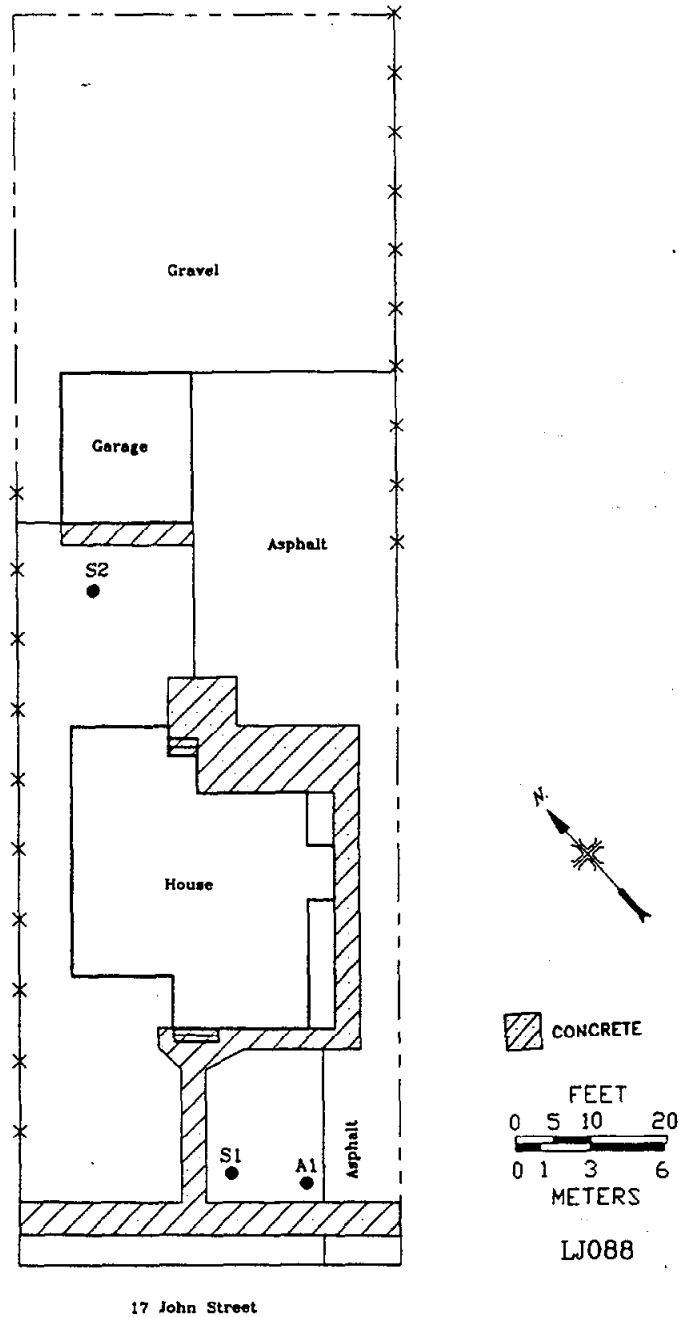 Gravel
Garage
Asphalt
S2
N.
House
CONCRETE
FEET
0 5 10 20
0 1 3 6
METERS
S1
A1
Asphalt
LJ088
17 John Street